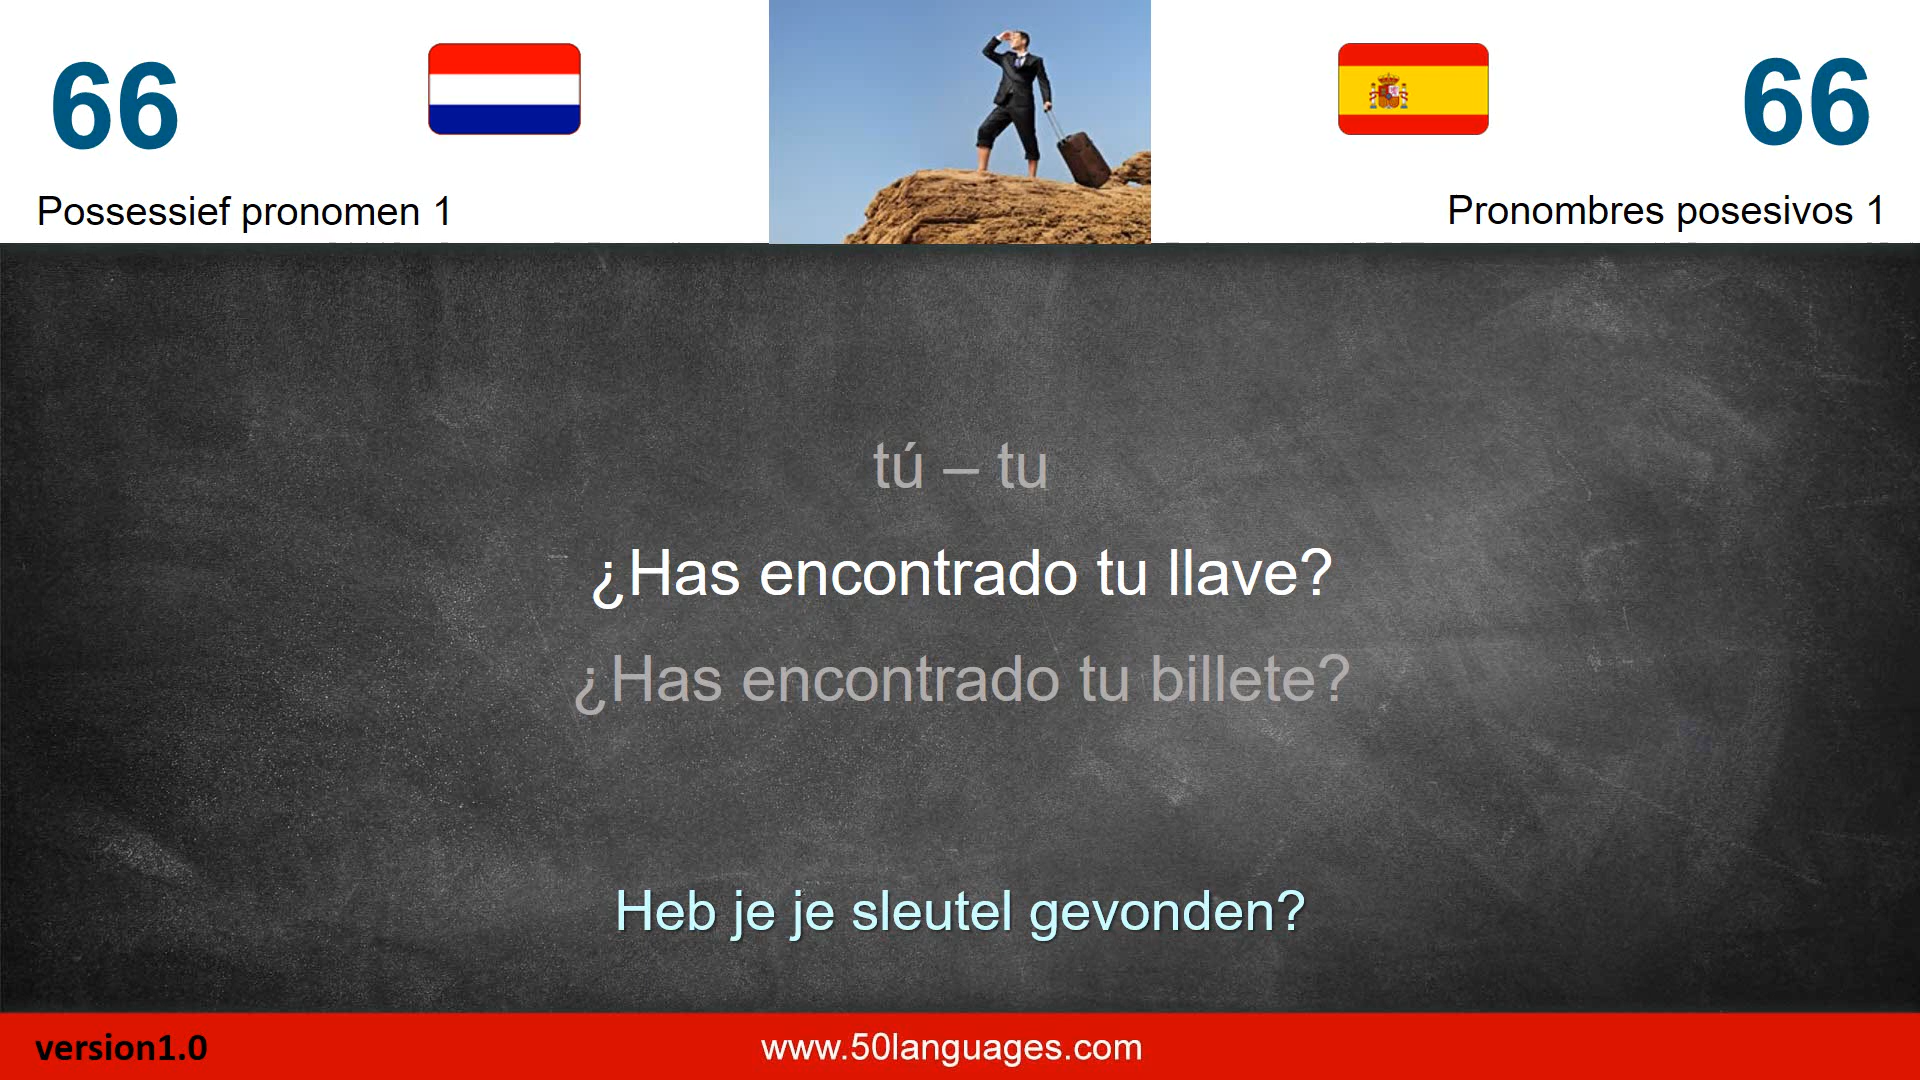 66
66
Possessief pronomen 1
Pronombres posesivos 1
tú – tu
¿Has encontrado tu llave?
¿Has encontrado tu billete?
Heb je je sleutel gevonden?
version1.0
www.50languages.com